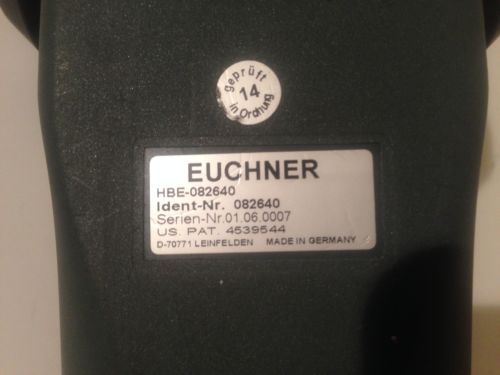 geprüft
14
in Ordnung
EUCHNER
HBE-082640
Ident-Nr. 082640
Serien-Nr.01.06.0007
US. PAT. 4539544
D-70771 LEINFELDEN MADE IN GERMANY